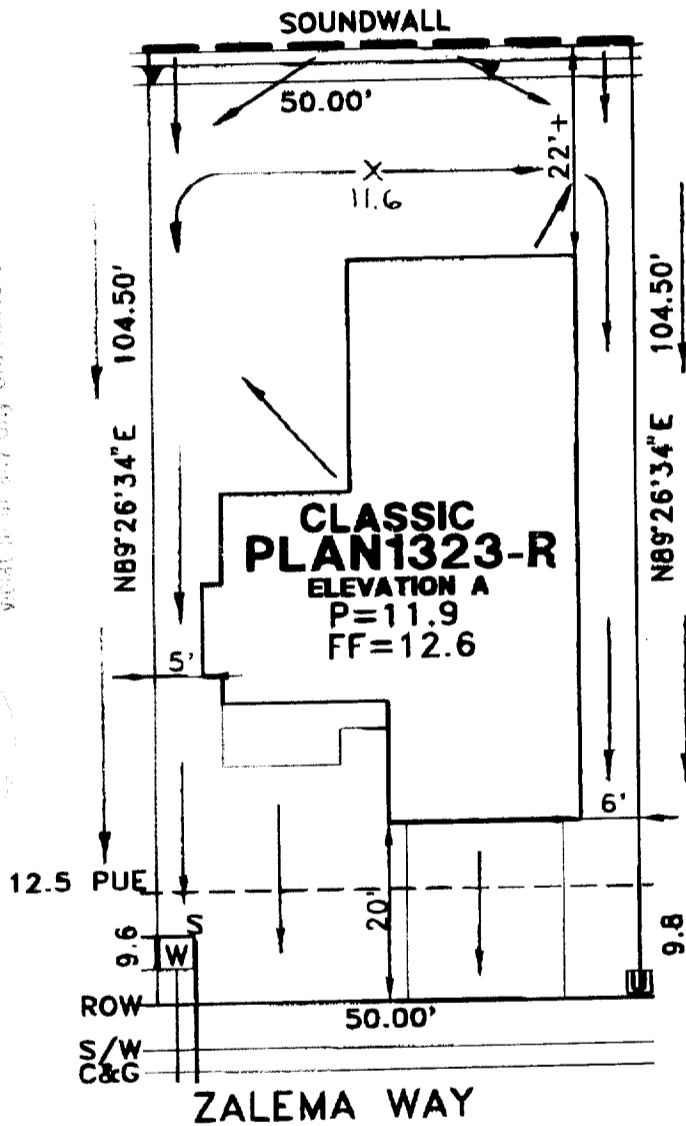 SOUNDWALL
50.00'
22'+
X
11.6
104.50'
104.50'
N89°26'34"E
N89°26'34"E
CLASSIC
PLAN1323-R
ELEVATION A
P=11.9
FF=12.6
5'
6'
12.5 PUE
20'
S
9.6
W
9.8
U
ROW
50.00'
S/W
C&G
ZALEMA WAY